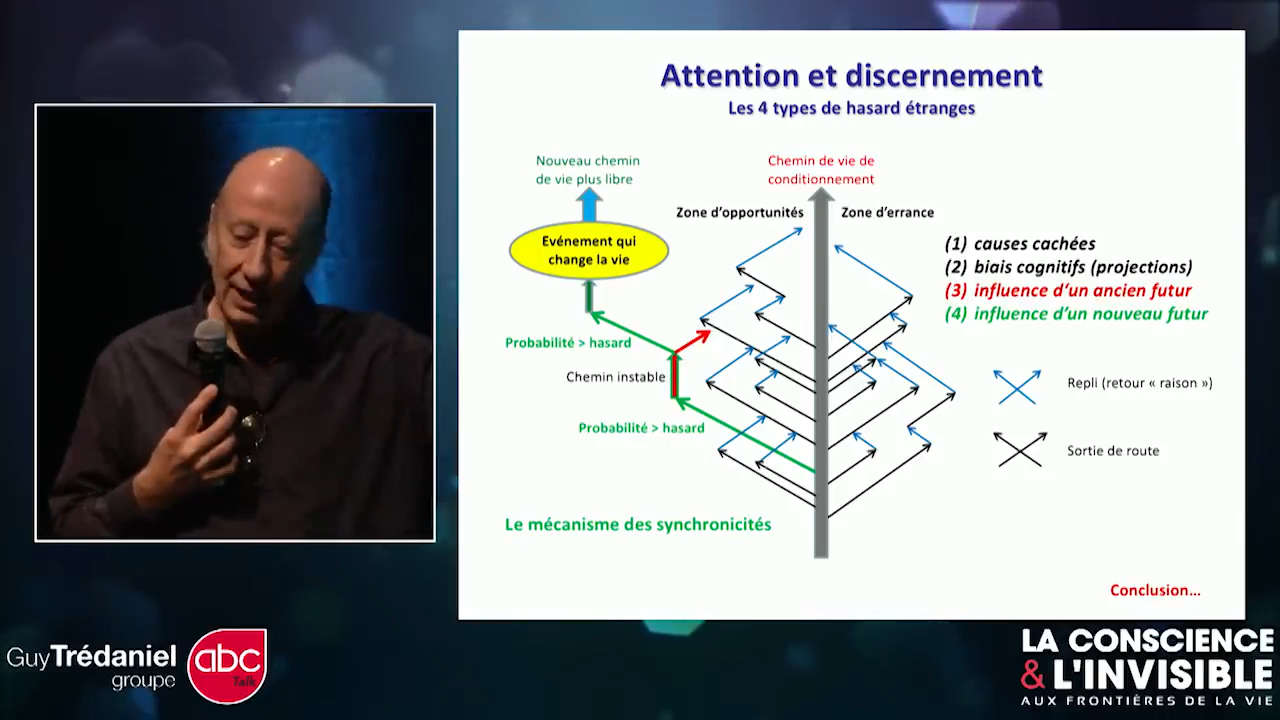 Attention et discernement
Les 4 types de hasard étranges
Nouveau chemin
de vie plus libre
Chemin de vie de
conditionnement
Zone d'opportunités
Zone d'errance
Evénement qui
change la vie
(1) causes cachées
(2) biais cognitifs (projections)
(3) influence d'un ancien futur
(4) influence d'un nouveau futur
Probabilité > hasard
Chemin instable
Repli (retour « raison »)
Probabilité > hasard
Sortie de route
Le mécanisme des synchronicités
Conclusion...
GuyTrédaniel
groupe
abc
Talk
LA CONSCIENCE
& L'INVISIBLE
AUX FRONTIÈRES DE LA VIE